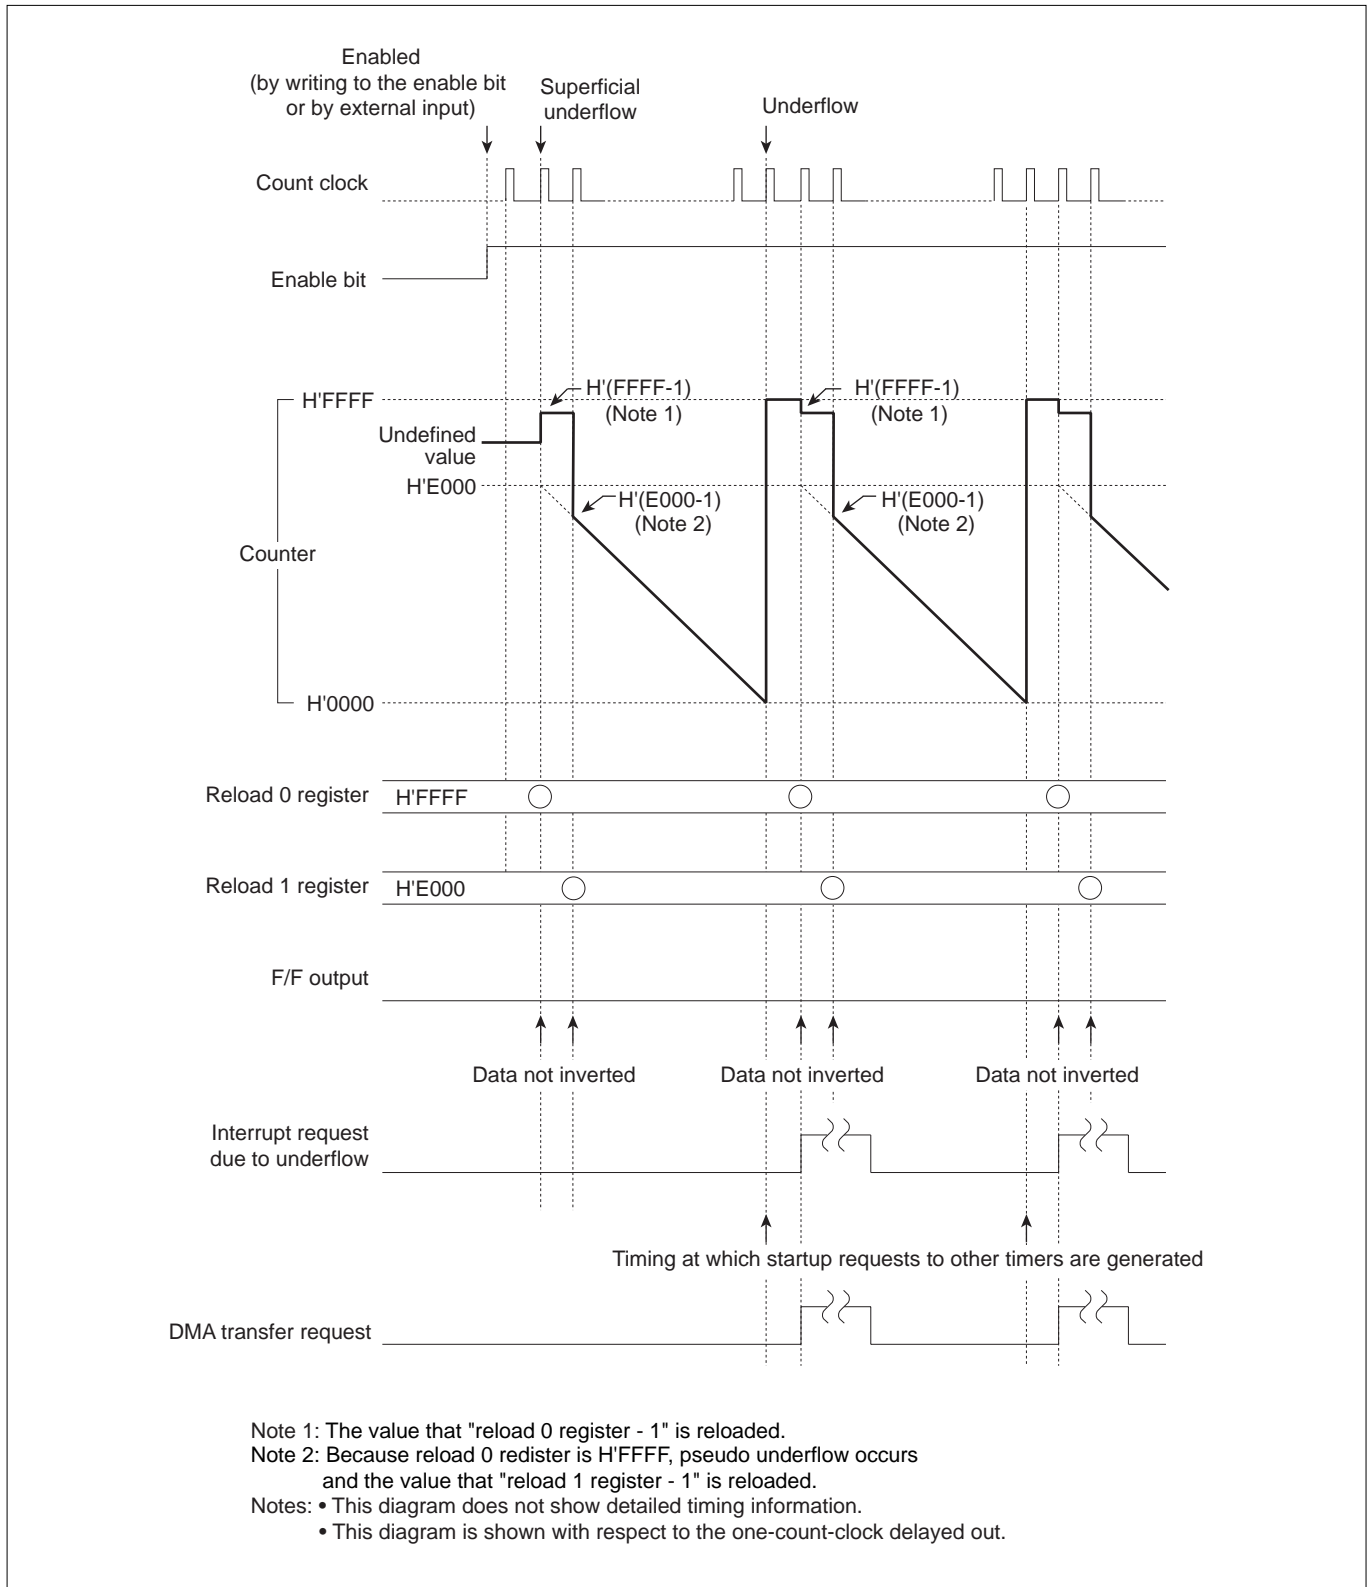 Enabled
(by writing to the enable bit
or by external input)
Superficial
underflow
Underflow
Count clock
Enable bit
H'FFFF
H'(FFFF-1)
(Note 1)
H'(FFFF-1)
(Note 1)
Undefined
value
H'E000
H'(E000-1)
(Note 2)
H'(E000-1)
(Note 2)
Counter
H'0000
Reload 0 register
H'FFFF
Reload 1 register
H'E000
F/F output
Data not inverted
Data not inverted
Data not inverted
Interrupt request
due to underflow
Timing at which startup requests to other timers are generated
DMA transfer request
Note 1: The value that "reload 0 register - 1" is reloaded.
Note 2: Because reload 0 redister is H'FFFF, pseudo underflow occurs
and the value that "reload 1 register - 1" is reloaded.
Notes: • This diagram does not show detailed timing information.
• This diagram is shown with respect to the one-count-clock delayed out.